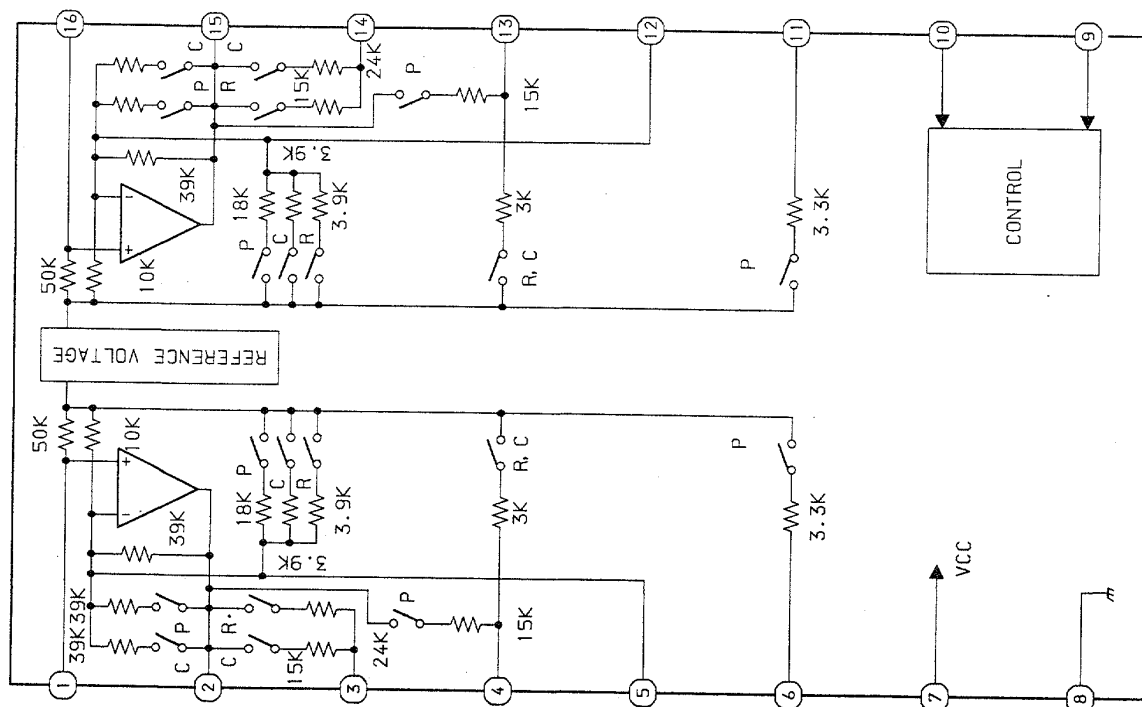 16
15
14
13
12
11
10
9
C
C
P
R
15K
24K
P
15K
39K
3.9K
18K
3.9K
3K
3.3K
50K
10K
P
C
R
R, C
P
CONTROL
REFERENCE VOLTAGE
50K
10K
P
C
R
R, C
P
18K
3.9K
3K
3.3K
39K
3.9K
39K
39K
P
R
C
C
15K
24K
P
15K
VCC
1
2
3
4
5
6
7
8